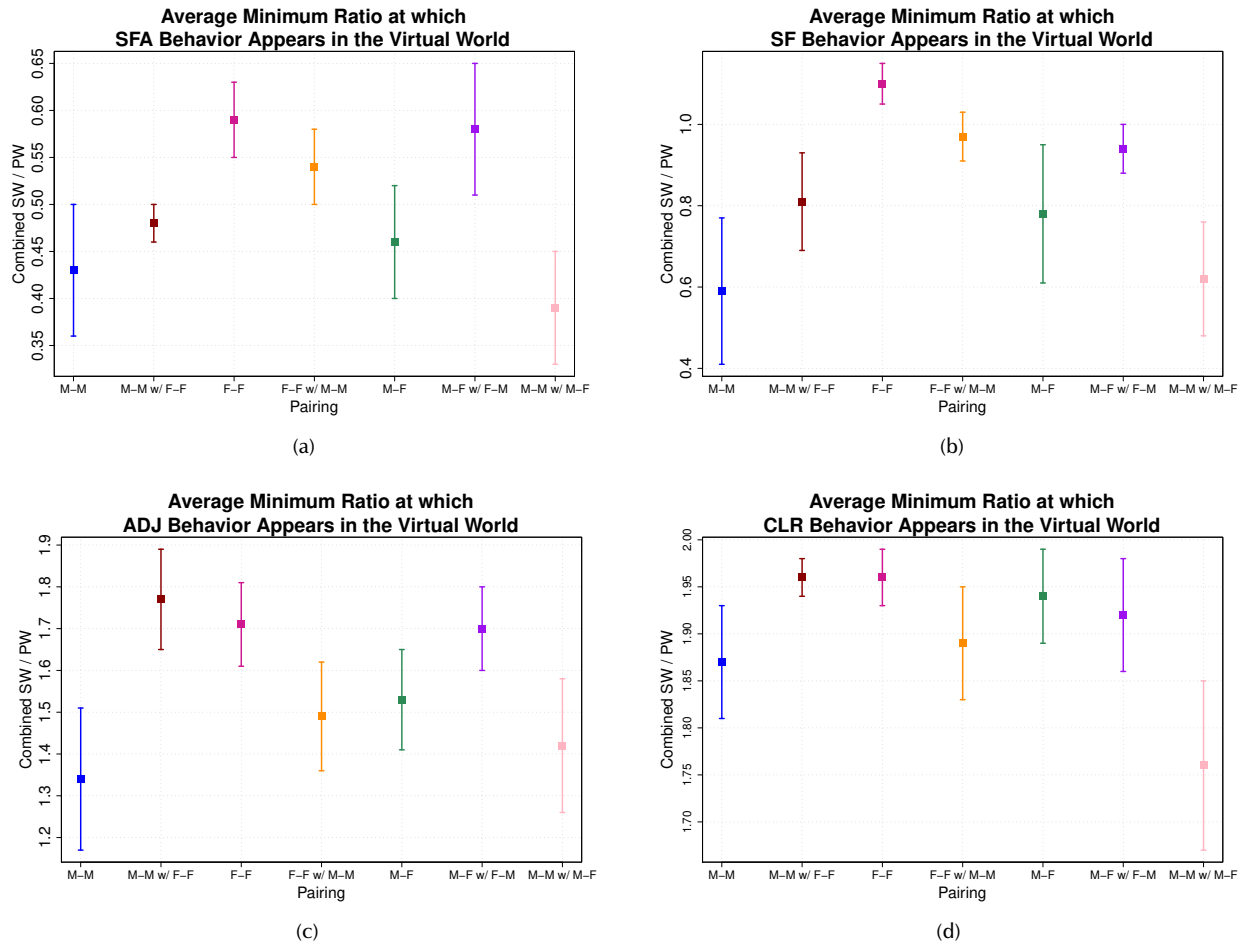 Average Minimum Ratio at which
SFA Behavior Appears in the Virtual World
Combined SW / PW
0.65
0.60
0.55
0.50
0.45
0.40
0.35
M−M M−M w/ F−F F−F F−F w/ M−M M−F M−F w/ F−M M−M w/ M−F
Pairing
(a)
Average Minimum Ratio at which
SF Behavior Appears in the Virtual World
Combined SW / PW
1.0
0.8
0.6
0.4
M−M M−M w/ F−F F−F F−F w/ M−M M−F M−F w/ F−M M−M w/ M−F
Pairing
(b)
Average Minimum Ratio at which
ADJ Behavior Appears in the Virtual World
Combined SW / PW
1.9
1.8
1.7
1.6
1.5
1.4
1.3
1.2
M−M M−M w/ F−F F−F F−F w/ M−M M−F M−F w/ F−M M−M w/ M−F
Pairing
(c)
Average Minimum Ratio at which
CLR Behavior Appears in the Virtual World
Combined SW / PW
2.00
1.95
1.90
1.85
1.80
1.75
1.70
M−M M−M w/ F−F F−F F−F w/ M−M M−F M−F w/ F−M M−M w/ M−F
Pairing
(d)